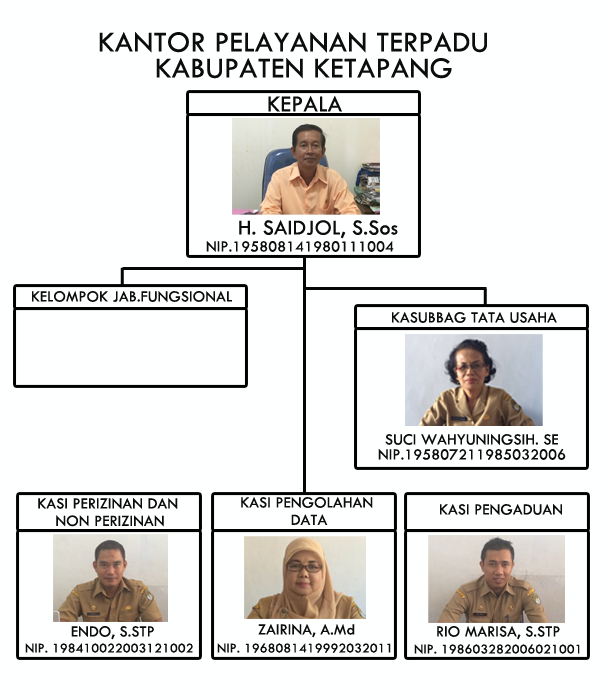 KANTOR PELAYANAN TERPADU
KABUPATEN KETAPANG
KEPALA
H. SAIDJOL, S.Sos
NIP.195808141980111004
KELOMPOK JAB.FUNGSIONAL
KASUBBAG TATA USAHA
SUCI WAHYUNINGSIH. SE
NIP.195807211985032006
KASI PERIZINAN DAN
NON PERIZINAN
ENDO, S.STP
NIP. 198410022003121002
KASI PENGOLAHAN
DATA
ZAIRINA, A.Md
NIP. 1968081419992032011
KASI PENGADUAN
RIO MARISA, S.STP
NIP. 198603282006021001